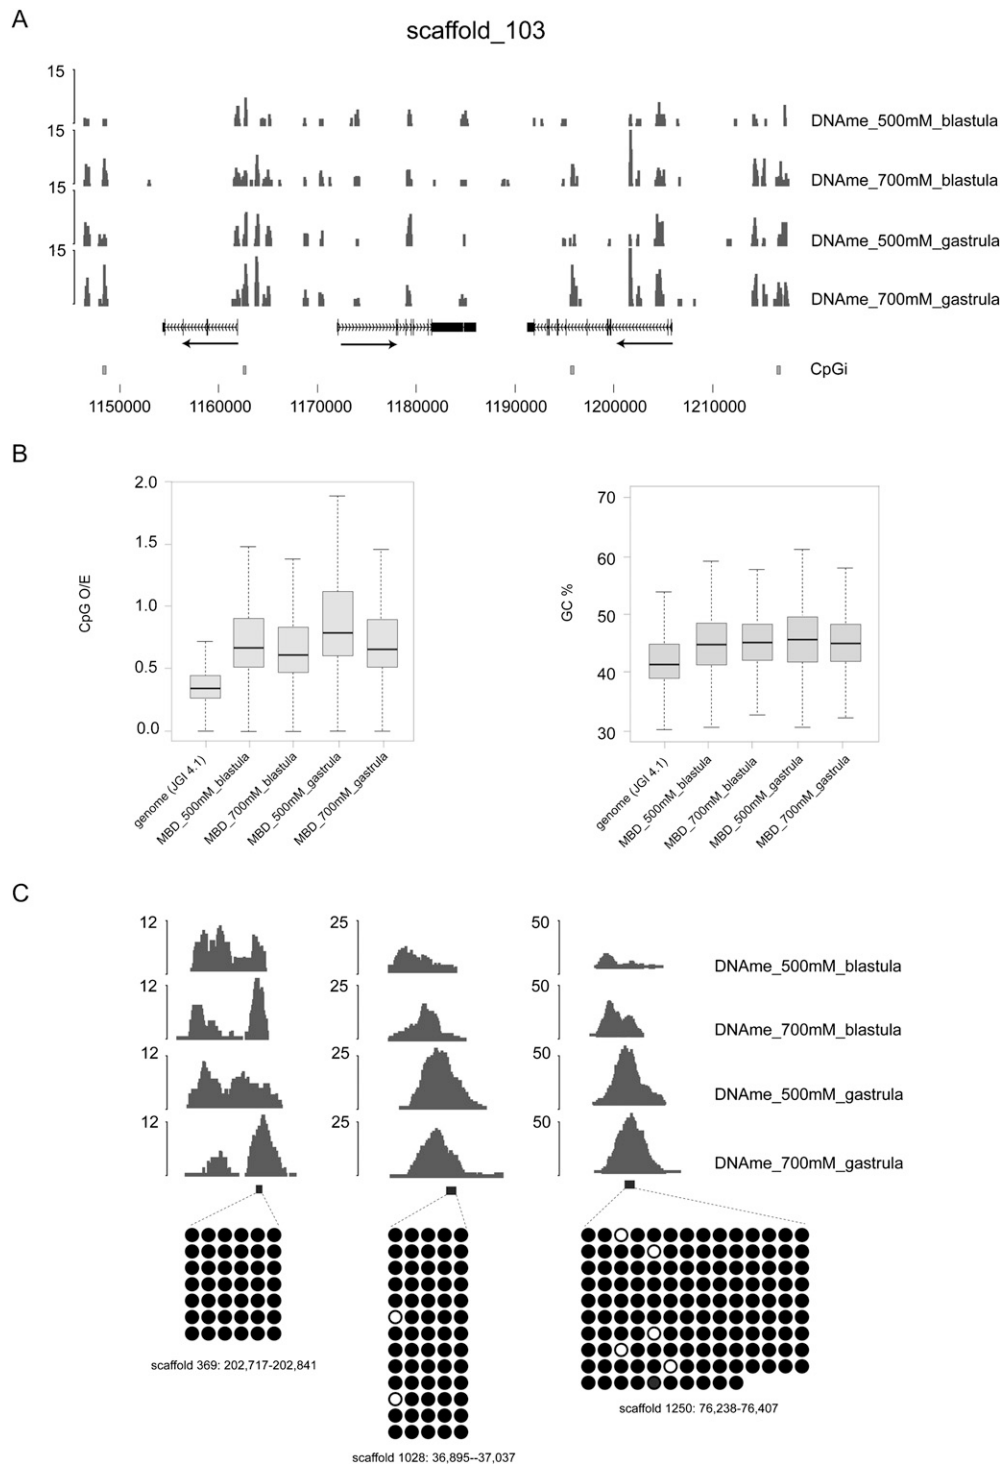 A
scaffold_103
15
DNAme_500mM_blastula
15
DNAme_700mM_blastula
15
DNAme_500mM_gastrula
15
DNAme_700mM_gastrula
CpGi
1150000 1160000 1170000 1180000 1190000 1200000 1210000
B
CpG O/E
2.0
1.5
1.0
0.5
0.0
genome (JGI 4.1)
MBD_500mM_blastula
MBD_700mM_blastula
MBD_500mM_gastrula
MBD_700mM_gastrula
GC %
70
60
50
40
30
genome (JGI 4.1)
MBD_500mM_blastula
MBD_700mM_blastula
MBD_500mM_gastrula
MBD_700mM_gastrula
C
12 25 50
DNAme_500mM_blastula
12 25 50
DNAme_700mM_blastula
12 25 50
DNAme_500mM_gastrula
12 25 50
DNAme_700mM_gastrula
scaffold 369: 202,717-202,841
scaffold 1250: 76,238-76,407
scaffold 1028: 36,895--37,037